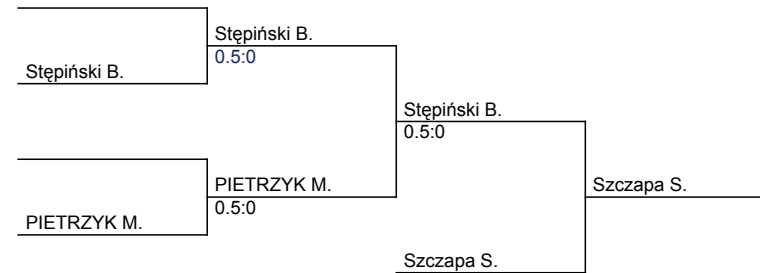 Stępiński B.
0.5:0
Stępiński B.
Stępiński B.
0.5:0
PIETRZYK M.
0.5:0
Szczapa S.
PIETRZYK M.
Szczapa S.